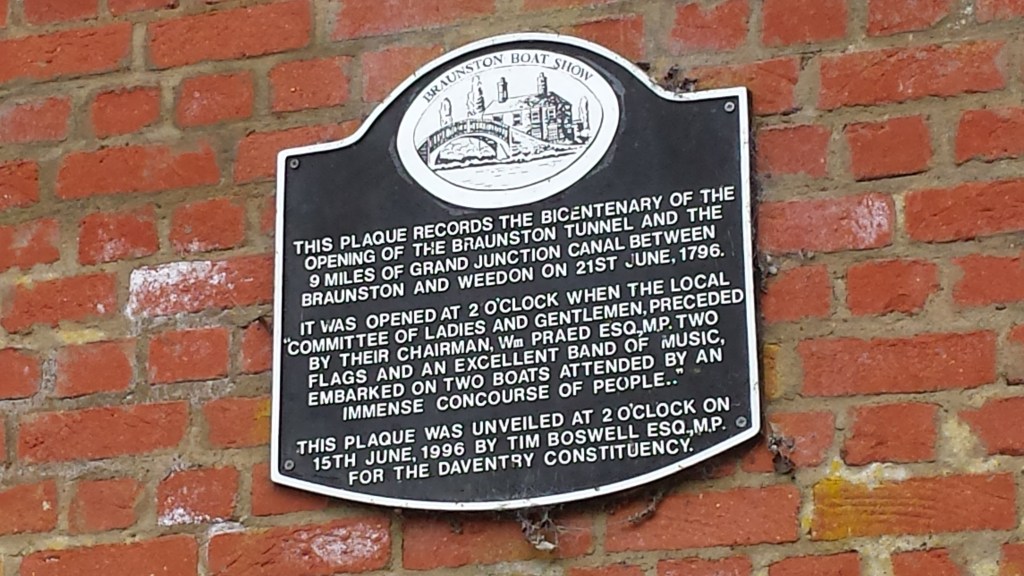 BRAUNSTON BOAT SHOW
THIS PLAQUE RECORDS THE BICENTENARY OF THE
OPENING OF THE BRAUNSTON TUNNEL AND THE
9 MILES OF GRAND JUNCTION CANAL BETWEEN
BRAUNSTON AND WEEDON ON 21ST JUNE, 1796.
IT WAS OPENED AT 2 O'CLOCK WHEN THE LOCAL
"COMMITTEE OF LADIES AND GENTLEMEN, PRECEDED
BY THEIR CHAIRMAN, Wm PRAED ESQ.,M.P. TWO
FLAGS AND AN EXCELLENT BAND OF MUSIC,
EMBARKED ON TWO BOATS ATTENDED BY AN
IMMENSE CONCOURSE OF PEOPLE.."
THIS PLAQUE WAS UNVEILED AT 2 O'CLOCK ON
15TH JUNE, 1996 BY TIM BOSWELL ESQ.,M.P.
FOR THE DAVENTRY CONSTITUENCY.